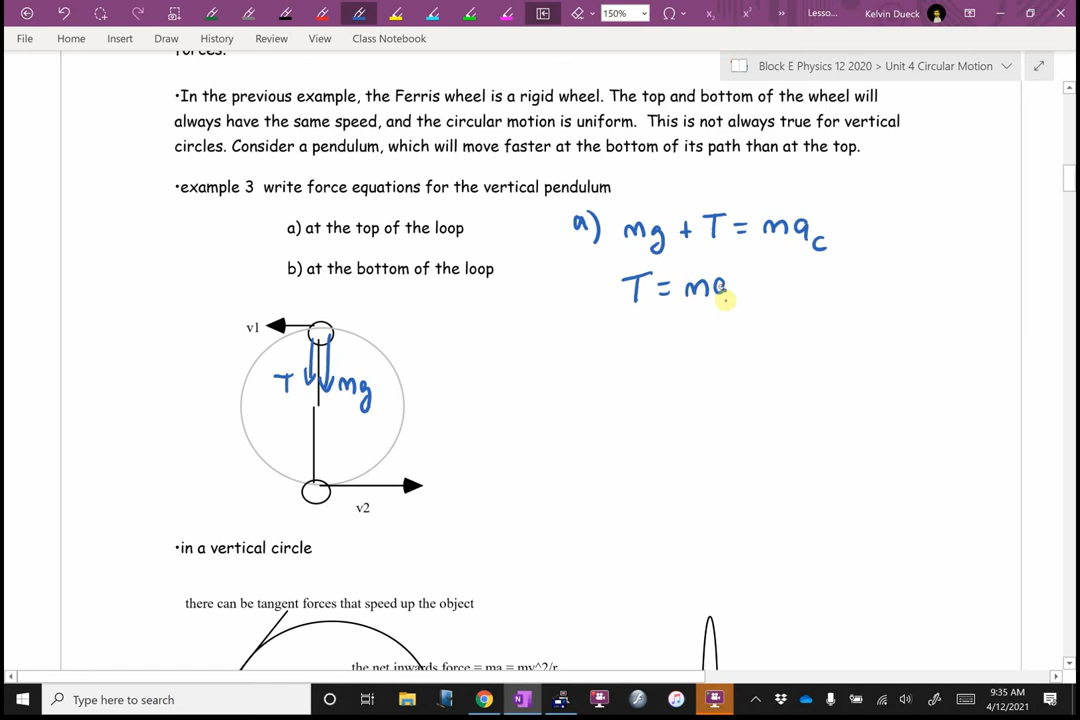 150%
Lesso...
Kelvin Dueck
File Home Insert Draw History Review View Class Notebook
forces.
Block E Physics 12 2020 > Unit 4 Circular Motion
•In the previous example, the Ferris wheel is a rigid wheel. The top and bottom of the wheel will
always have the same speed, and the circular motion is uniform. This is not always true for vertical
circles. Consider a pendulum, which will move faster at the bottom of its path than at the top.
•example 3 write force equations for the vertical pendulum
a) at the top of the loop
a) mg + T = mac
b) at the bottom of the loop
T = ma
v1
T mg
v2
•in a vertical circle
there can be tangent forces that speed up the object
the net inwards force = ma = mv^2/r
Type here to search
9:35 AM
4/12/2021